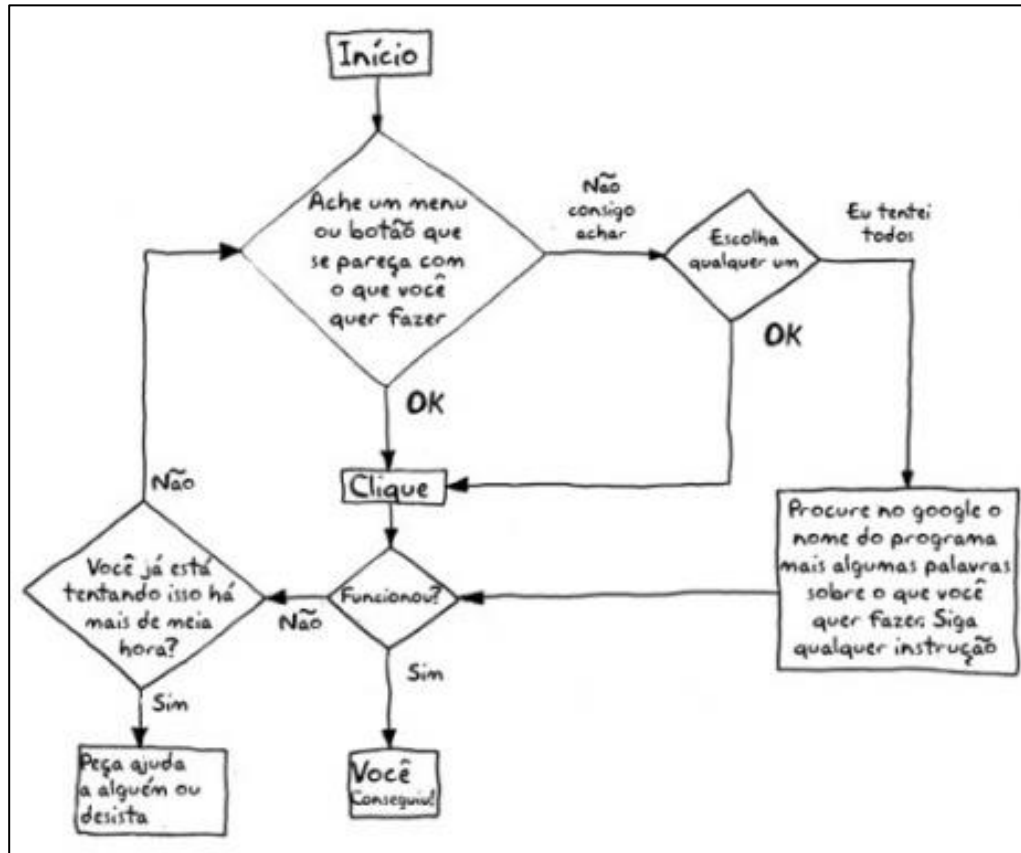 Início
Ache um menu
ou botão que
se pareça com
o que você
quer fazer
Não
consigo
achar
Escolha
qualquer um
Eu tentei
todos
OK
OK
Clique
Não
Procure no google o
nome do programa
mais algumas palavras
sobre o que você
quer fazer. Siga
qualquer instrução
Você já está
tentando isso há
mais de meia
hora?
Não
Funcionou?
Sim
Sim
Peça ajuda
a alguém ou
desista
Você
Conseguiu!